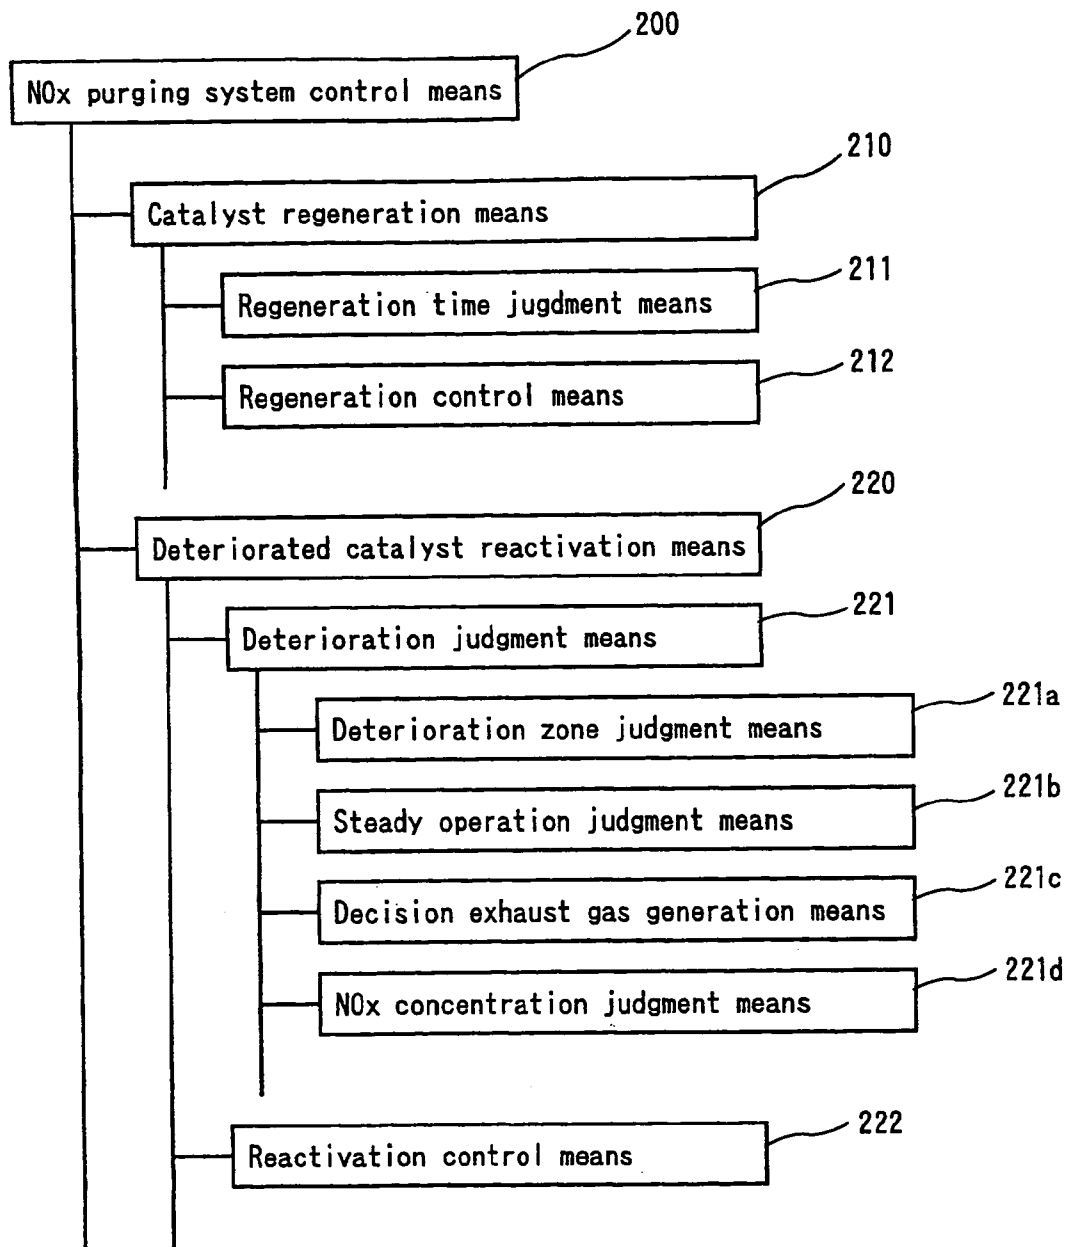 200
NOx purging system control means
210
Catalyst regeneration means
211
Regeneration time jugdment means
212
Regeneration control means
220
Deteriorated catalyst reactivation means
221
Deterioration judgment means
221a
Deterioration zone judgment means
221b
Steady operation judgment means
221c
Decision exhaust gas generation means
221d
NOx concentration judgment means
222
Reactivation control means